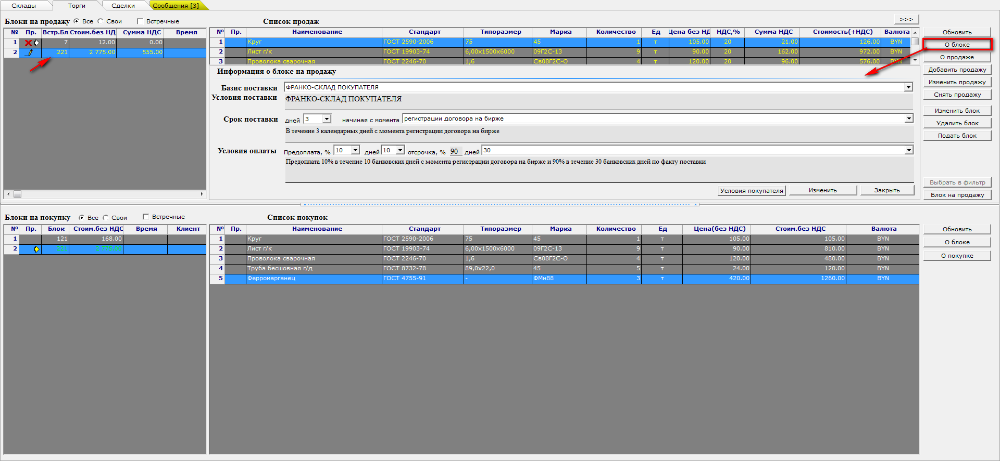 Склады Торги Сделки Сообщения [3]
Блоки на продажу Все Свои Встречные
№ Пр. Встр.Бл Стоим.без НД Сумма НДС Время
1 7 12.00 0.00
2 221 2 775.00 555.00
Список продаж >>>
№ Пр. Наименование Стандарт Типоразмер Марка Количество Ед Цена без НД НДС,% Сумма НДС Стоимость(+НДС) Валюта
1 Круг ГОСТ 2590-2006 75 45 1 т 105.00 20 21.00 126.00 BYN
2 Лист г/к ГОСТ 19903-74 6,00x1500x6000 09Г2С-13 9 т 90.00 20 162.00 972.00 BYN
3 Проволока сварочная ГОСТ 2246-70 1,6 Св08Г2С-О 4 т 120.00 20 96.00 576.00 BYN
Информация о блоке на продажу
Базис поставки ФРАНКО-СКЛАД ПОКУПАТЕЛЯ
Условия поставки ФРАНКО-СКЛАД ПОКУПАТЕЛЯ
Срок поставки дней 3 начиная с момента регистрации договора на бирже
В течение 3 календарных дней с момента регистрации договора на бирже
Условия оплаты Предоплата, % 10 дней 10 отсрочка, % 90 дней 30
Предоплата 10% в течение 10 банковских дней с момента регистрации договора на бирже и 90% в течение 30 банковских дней по факту поставки
Условия покупателя Изменить Закрыть
Обновить
О блоке
О продаже
Добавить продажу
Изменить продажу
Снять продажу
Изменить блок
Удалить блок
Подать блок
Выбрать в фильтр
Блок на продажу
Блоки на покупку Все Свои Встречные
№ Пр. Блок Стоим.без НДС Время Клиент
1 121 168.00
2 221 2 775.00
Список покупок
№ Пр. Наименование Стандарт Типоразмер Марка Количество Ед Цена(без НДС) Стоим.без НДС Валюта
1 Круг ГОСТ 2590-2006 75 45 1 т 105.00 105.00 BYN
2 Лист г/к ГОСТ 19903-74 6,00x1500x6000 09Г2С-13 9 т 90.00 810.00 BYN
3 Проволока сварочная ГОСТ 2246-70 1,6 Св08Г2С-О 4 т 120.00 480.00 BYN
4 Труба бесшовная г/д ГОСТ 8732-78 89,0x22,0 45 5 т 24.00 120.00 BYN
5 Ферромарганец ГОСТ 4755-91 - ФМн88 3 т 420.00 1260.00 BYN
Обновить
О блоке
О покупке